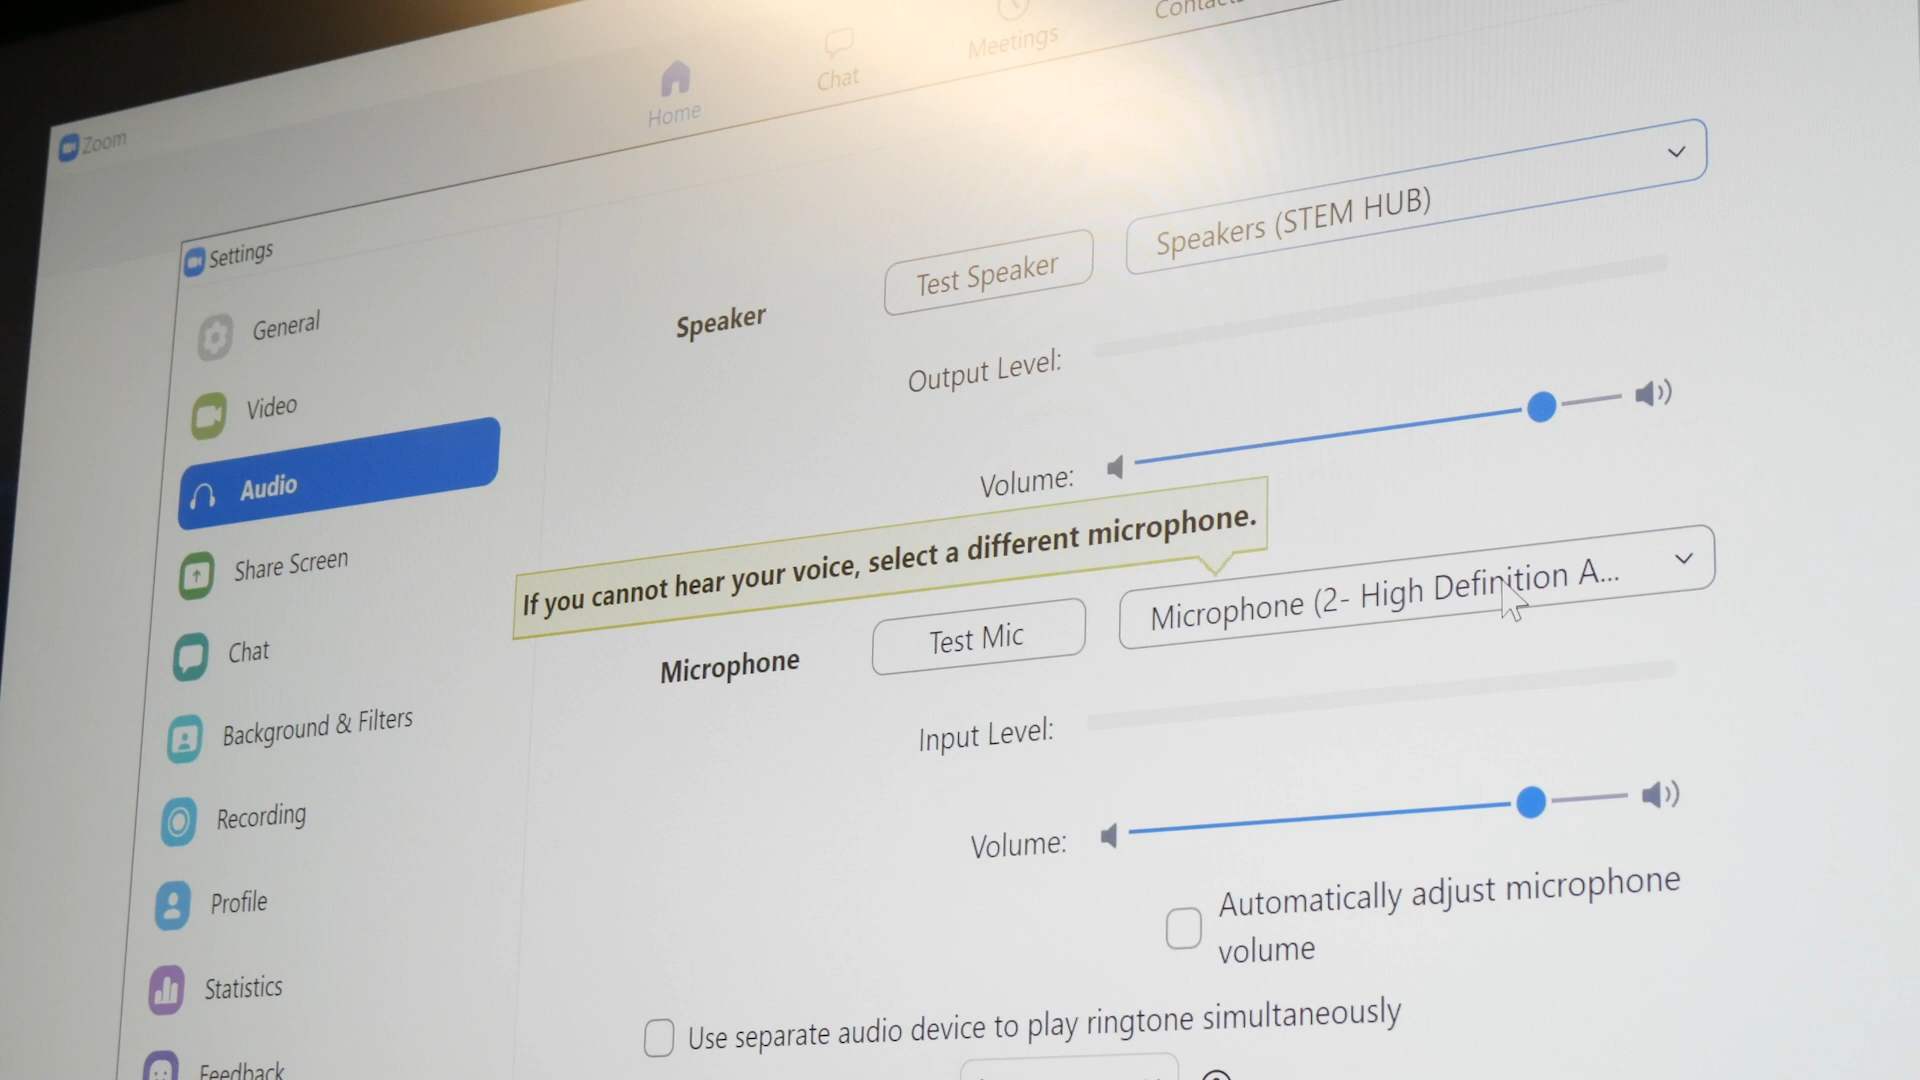 Zoom
Home
Chat
Meetings
Contacts
Settings
General
Video
Audio
Share Screen
Chat
Background & Filters
Recording
Profile
Statistics
Feedback
Speaker
Test Speaker
Speakers (STEM HUB)
Output Level:
Volume:
If you cannot hear your voice, select a different microphone.
Microphone
Test Mic
Microphone (2- High Definition A...
Input Level:
Volume:
Automatically adjust microphone
volume
Use separate audio device to play ringtone simultaneously